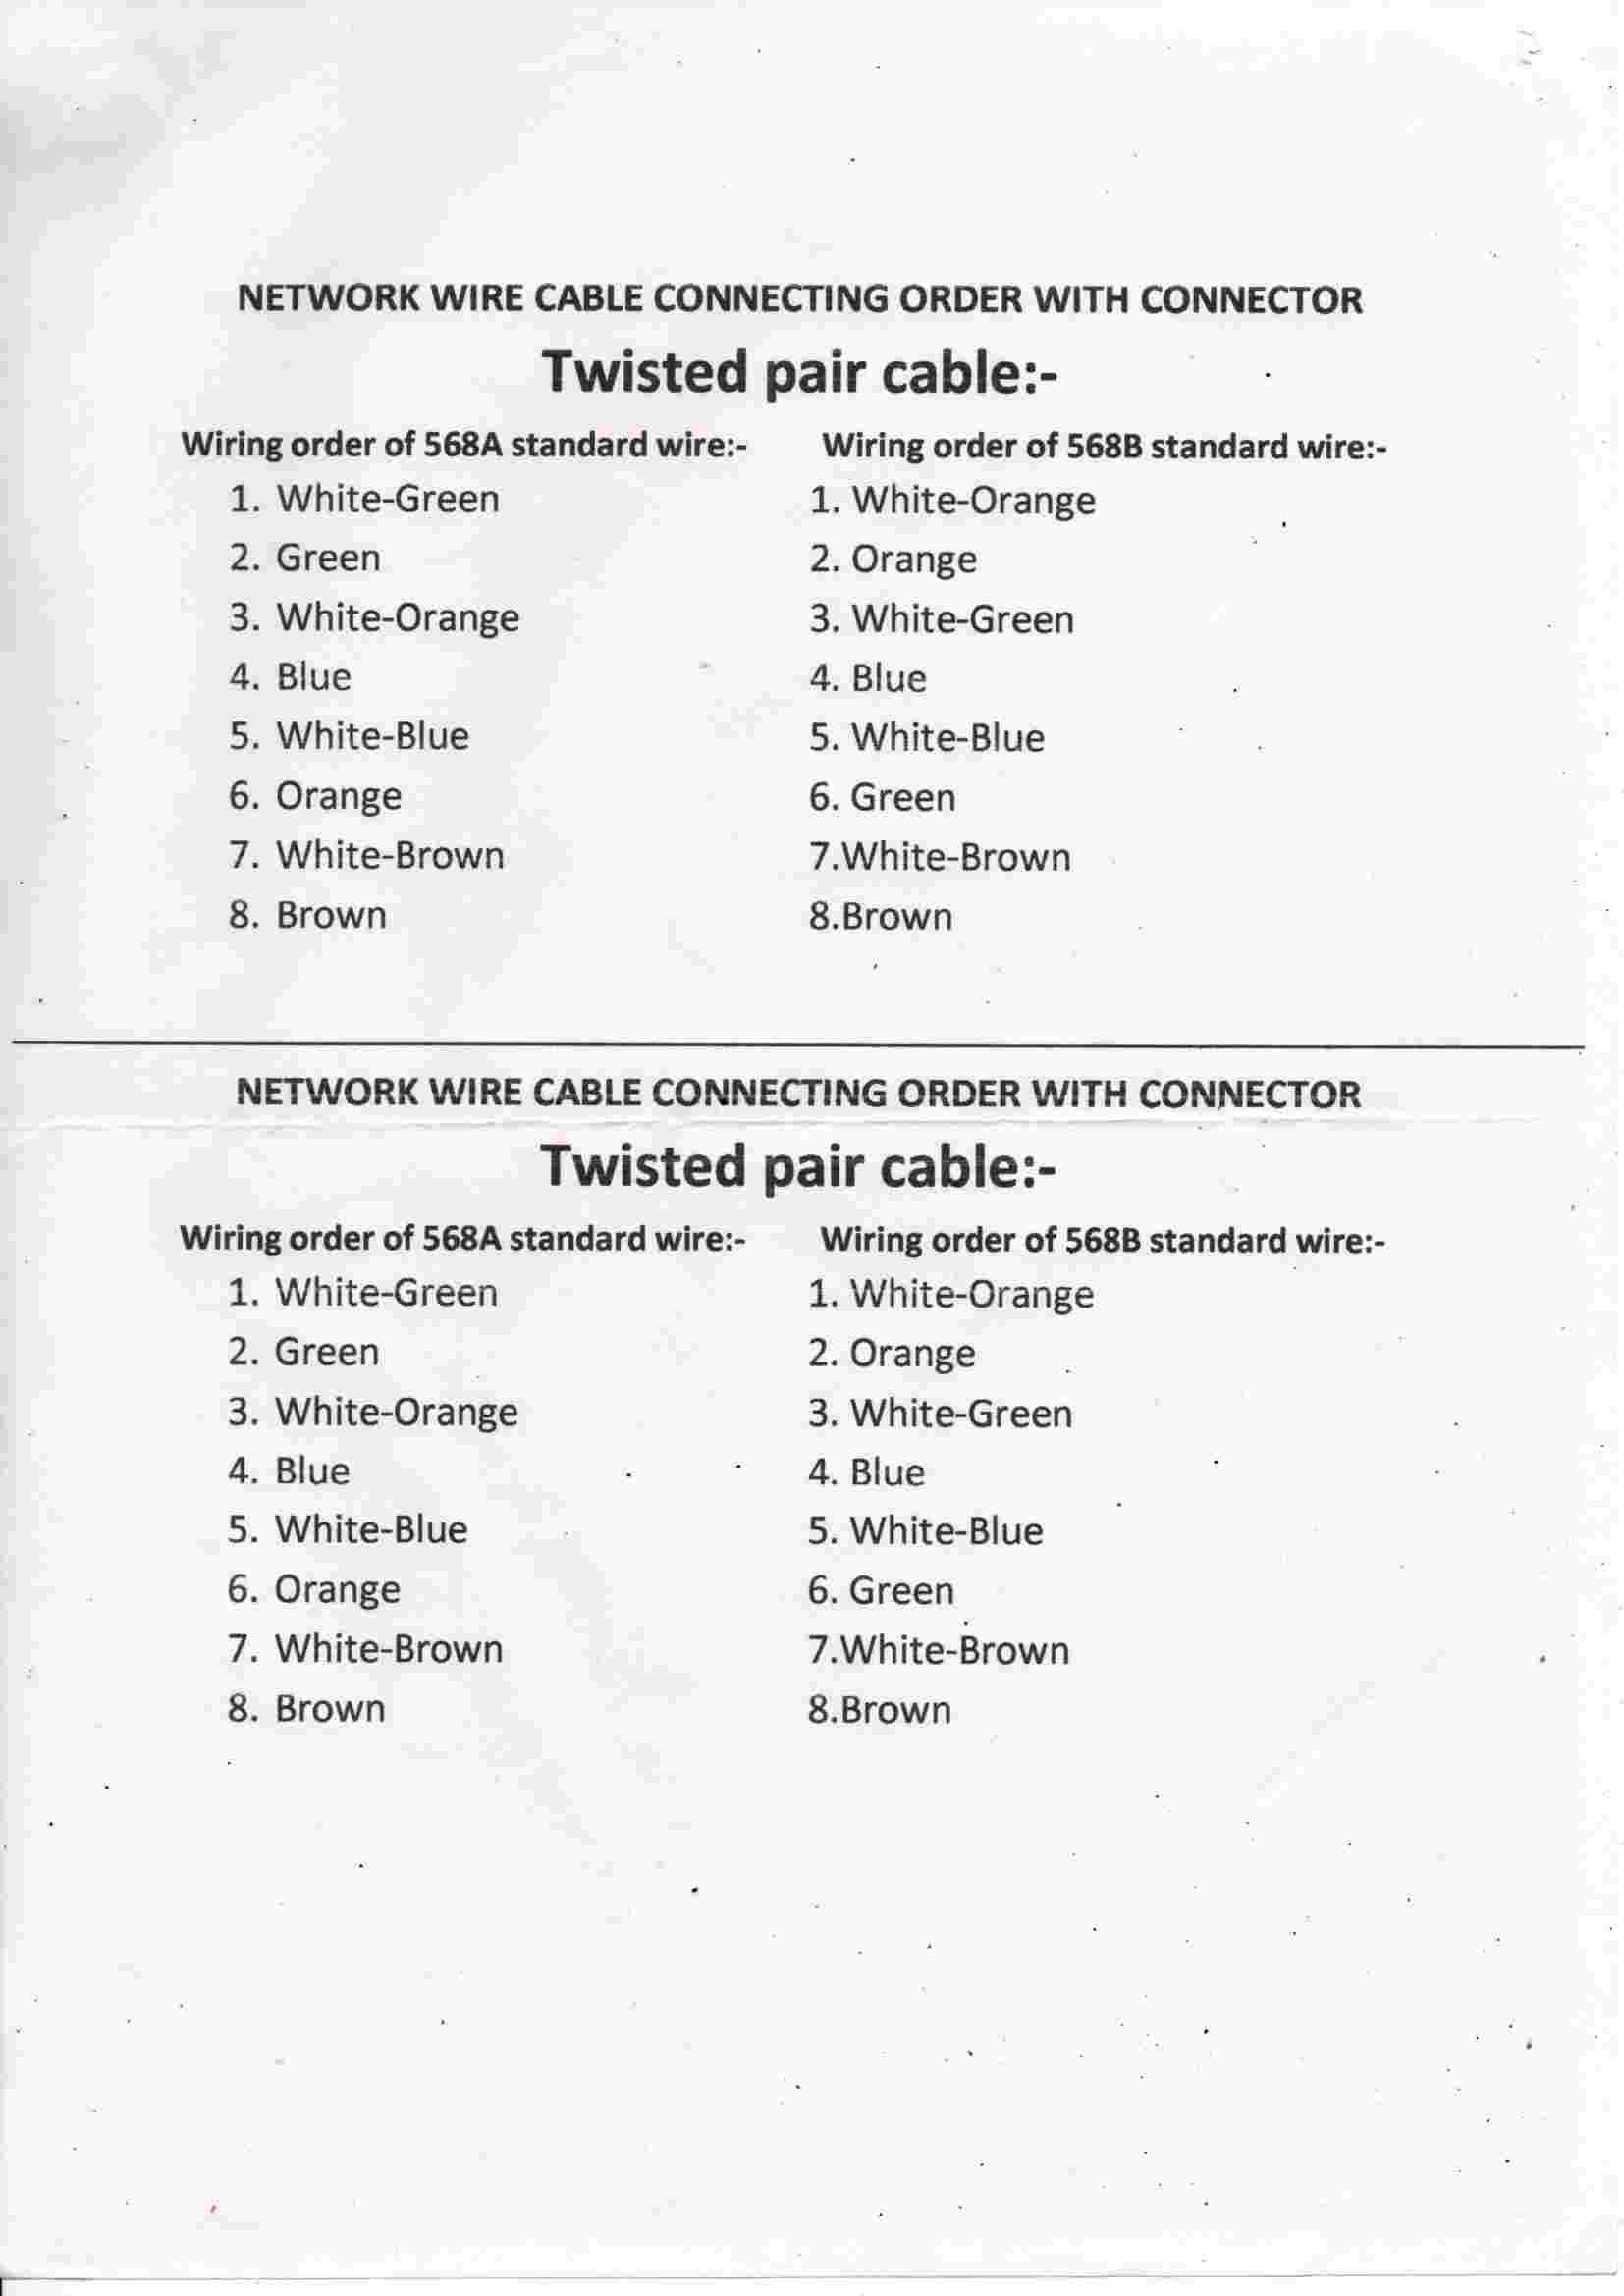 NETWORK WIRE CABLE CONNECTING ORDER WITH CONNECTOR
Twisted pair cable:-
Wiring order of 568A standard wire:-
1. White-Green
2. Green
3. White-Orange
4. Blue
5. White-Blue
6. Orange
7. White-Brown
8. Brown
Wiring order of 568B standard wire:-
1. White-Orange
2. Orange
3. White-Green
4. Blue
5. White-Blue
6. Green
7.White-Brown
8.Brown
NETWORK WIRE CABLE CONNECTING ORDER WITH CONNECTOR
Twisted pair cable:-
Wiring order of 568A standard wire:-
1. White-Green
2. Green
3. White-Orange
4. Blue
5. White-Blue
6. Orange
7. White-Brown
8. Brown
Wiring order of 568B standard wire:-
1. White-Orange
2. Orange
3. White-Green
4. Blue
5. White-Blue
6. Green
7.White-Brown
8.Brown